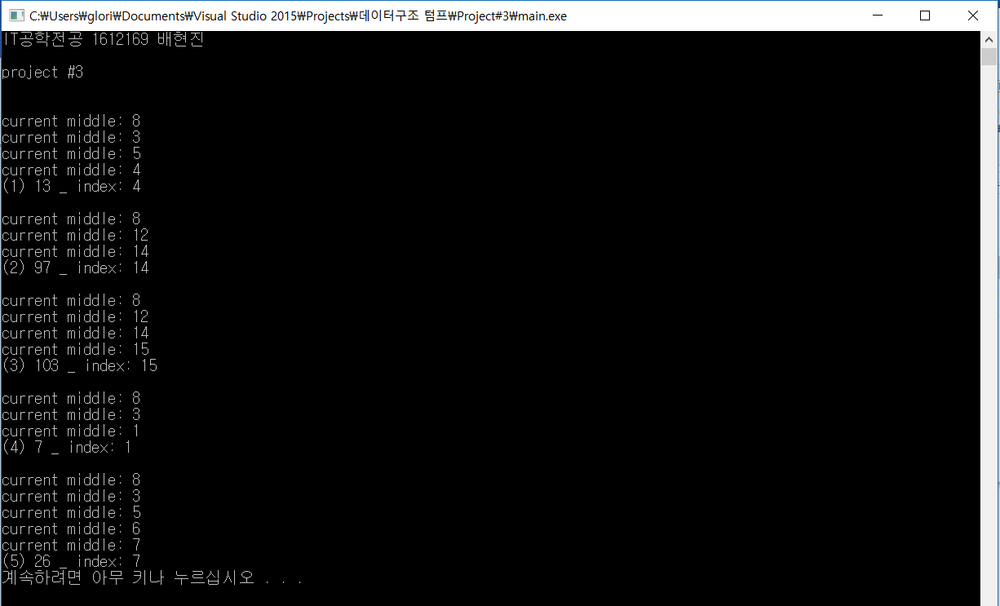 C:₩Users₩glori₩Documents₩Visual Studio 2015₩Projects₩데이터구조 텀프₩Project#3₩main.exe
IT공학전공 1612169 배현진
project #3
current middle: 8
current middle: 3
current middle: 5
current middle: 4
(1) 13 _ index: 4
current middle: 8
current middle: 12
current middle: 14
(2) 97 _ index: 14
current middle: 8
current middle: 12
current middle: 14
current middle: 15
(3) 103 _ index: 15
current middle: 8
current middle: 3
current middle: 1
(4) 7 _ index: 1
current middle: 8
current middle: 3
current middle: 5
current middle: 6
current middle: 7
(5) 26 _ index: 7
계속하려면 아무 키나 누르십시오 . . .